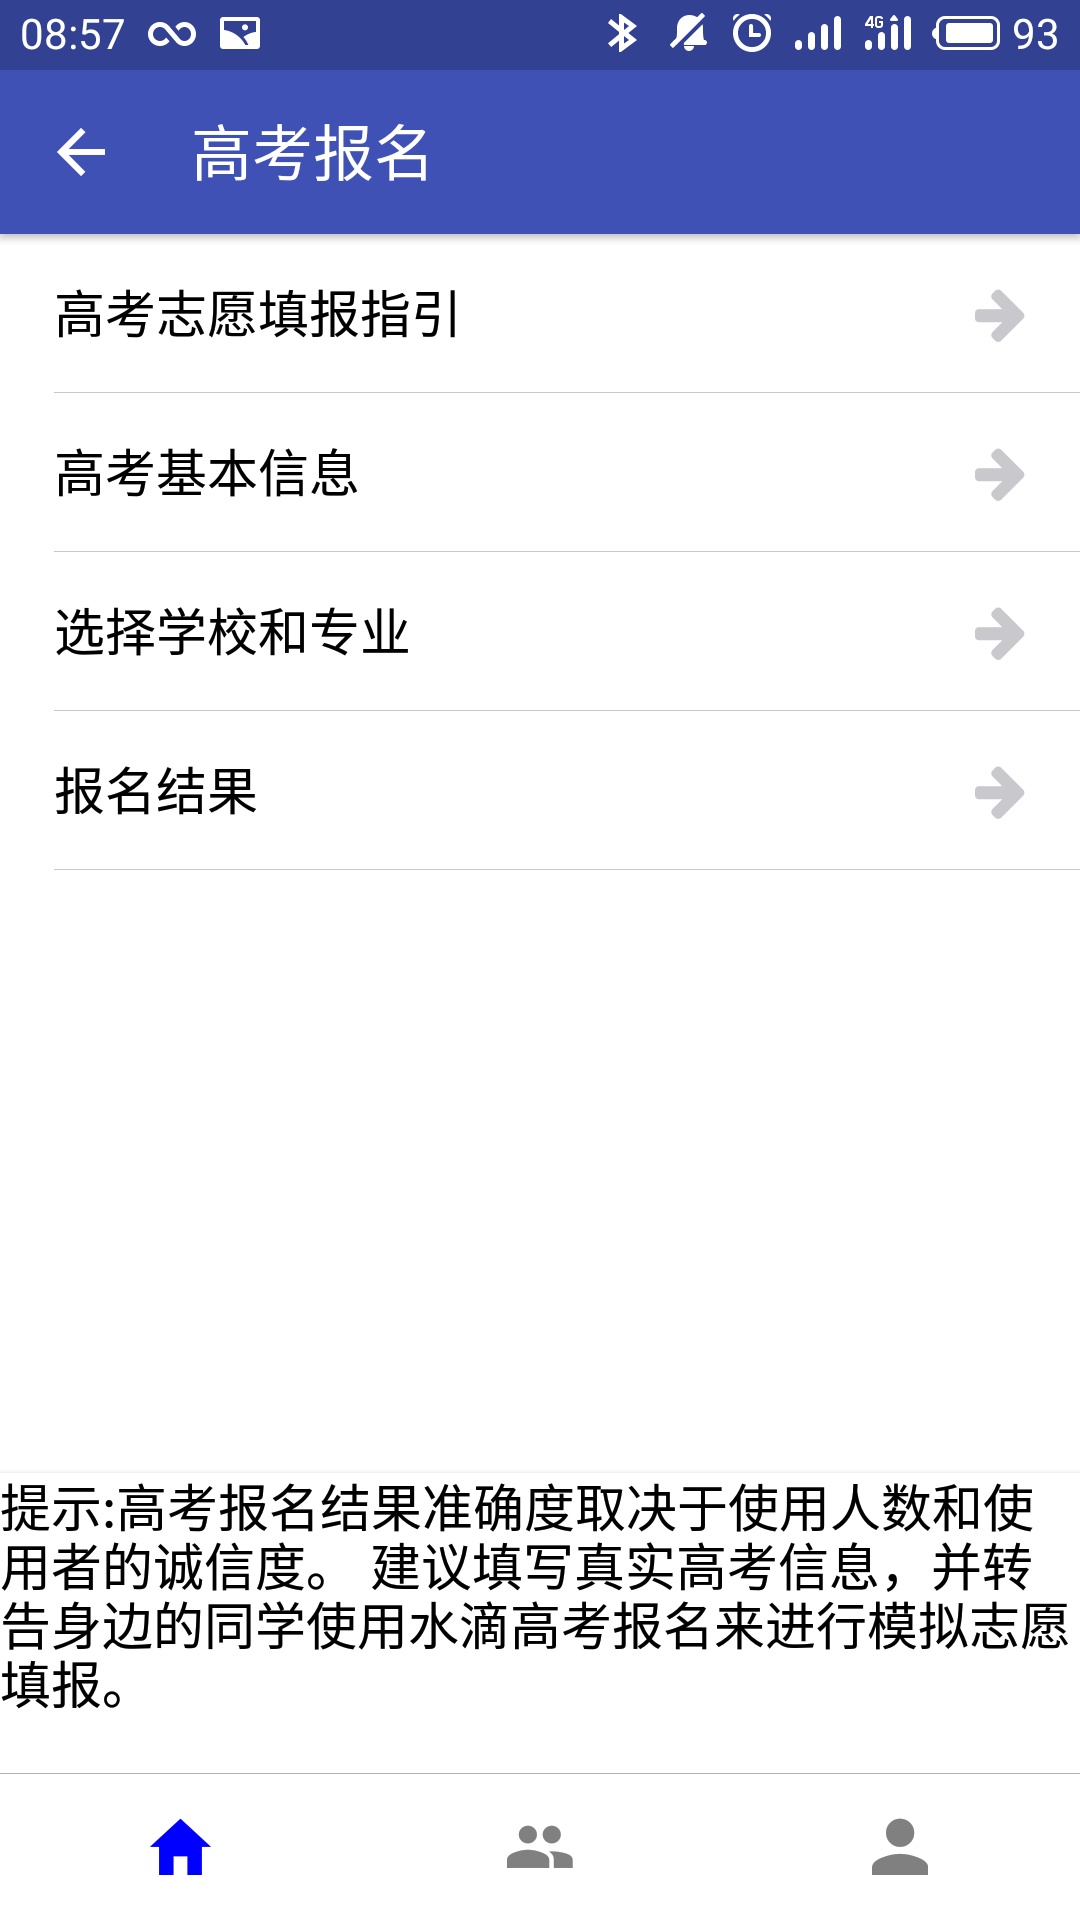 08:57
4G
93
高考报名
高考志愿填报指引
高考基本信息
选择学校和专业
报名结果
提示:高考报名结果准确度取决于使用人数和使
用者的诚信度。 建议填写真实高考信息，并转
告身边的同学使用水滴高考报名来进行模拟志愿
填报。